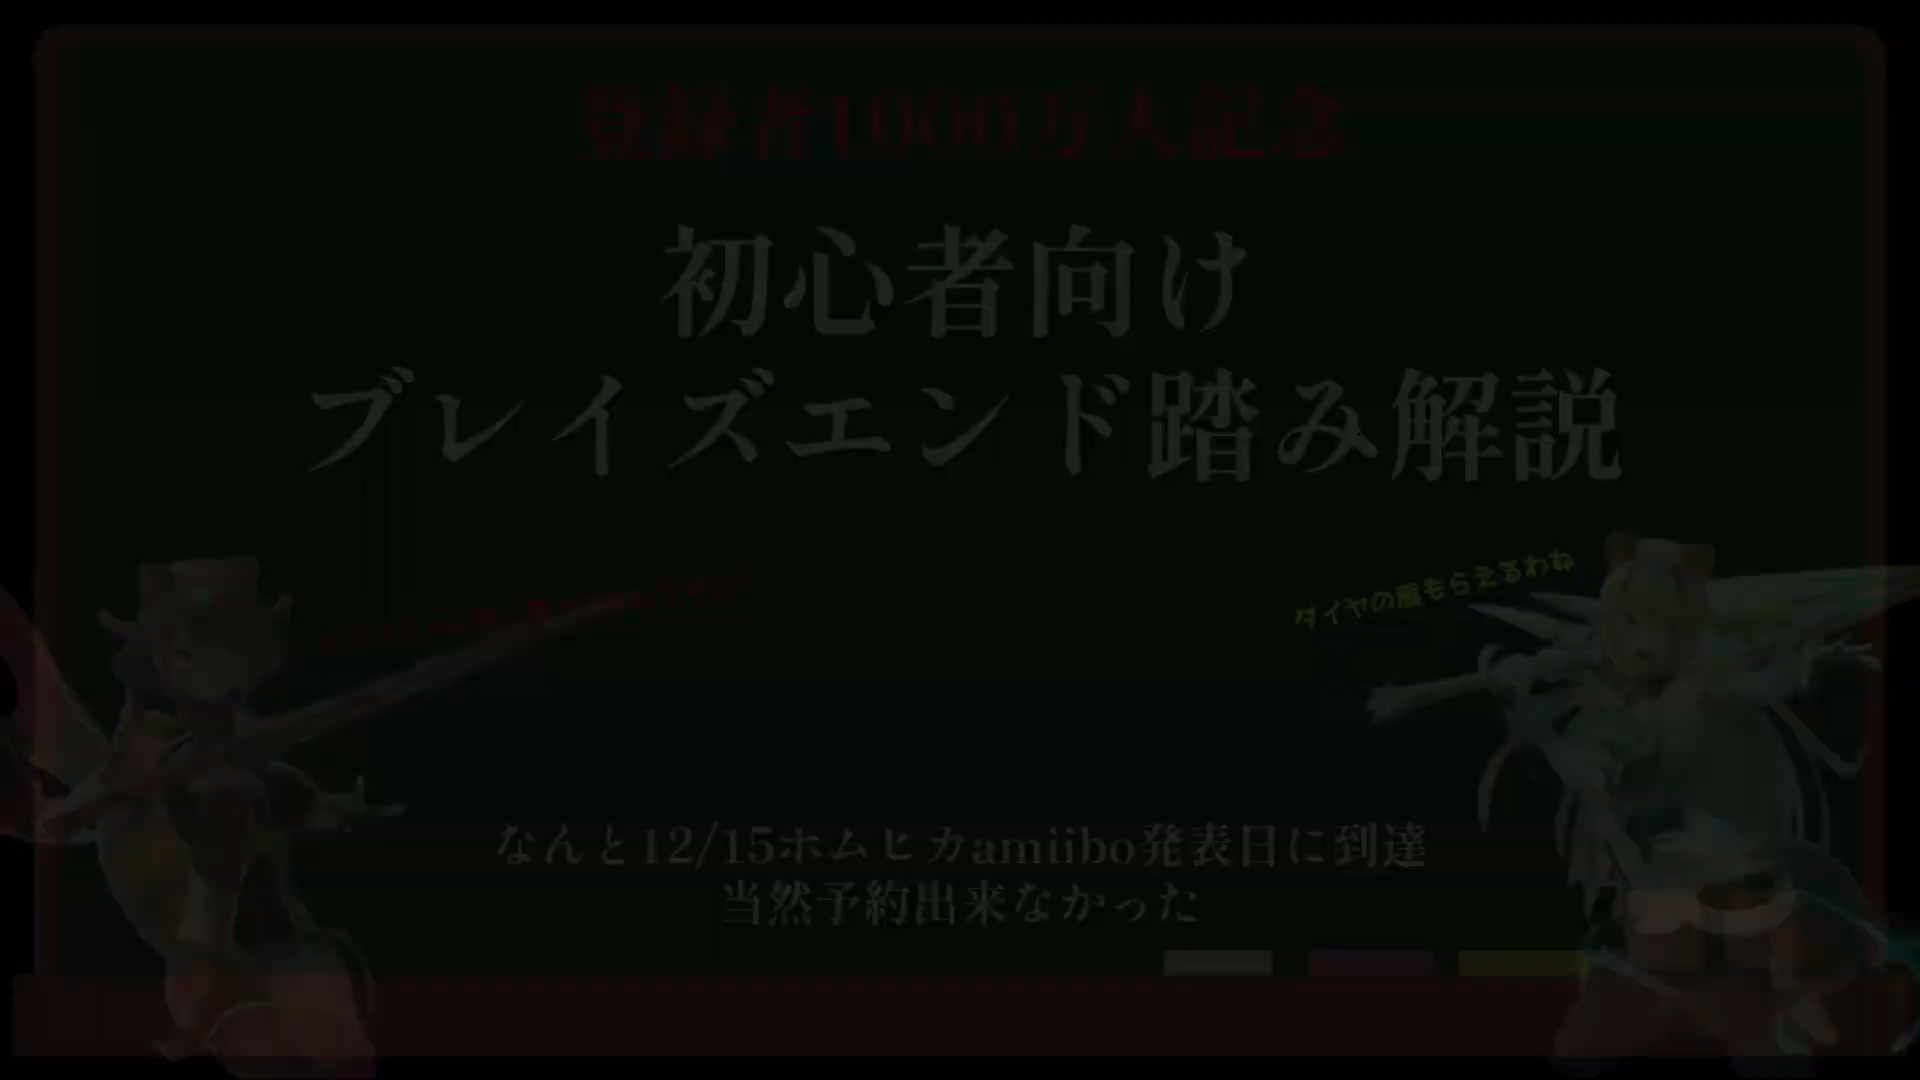 登録者1000万人記念
初心者向け
ブレイズエンド踏み解説
ダイヤの盾もらえるわね
なんと12/15ホムヒカamiibo発表日に到達
当然予約出来なかった